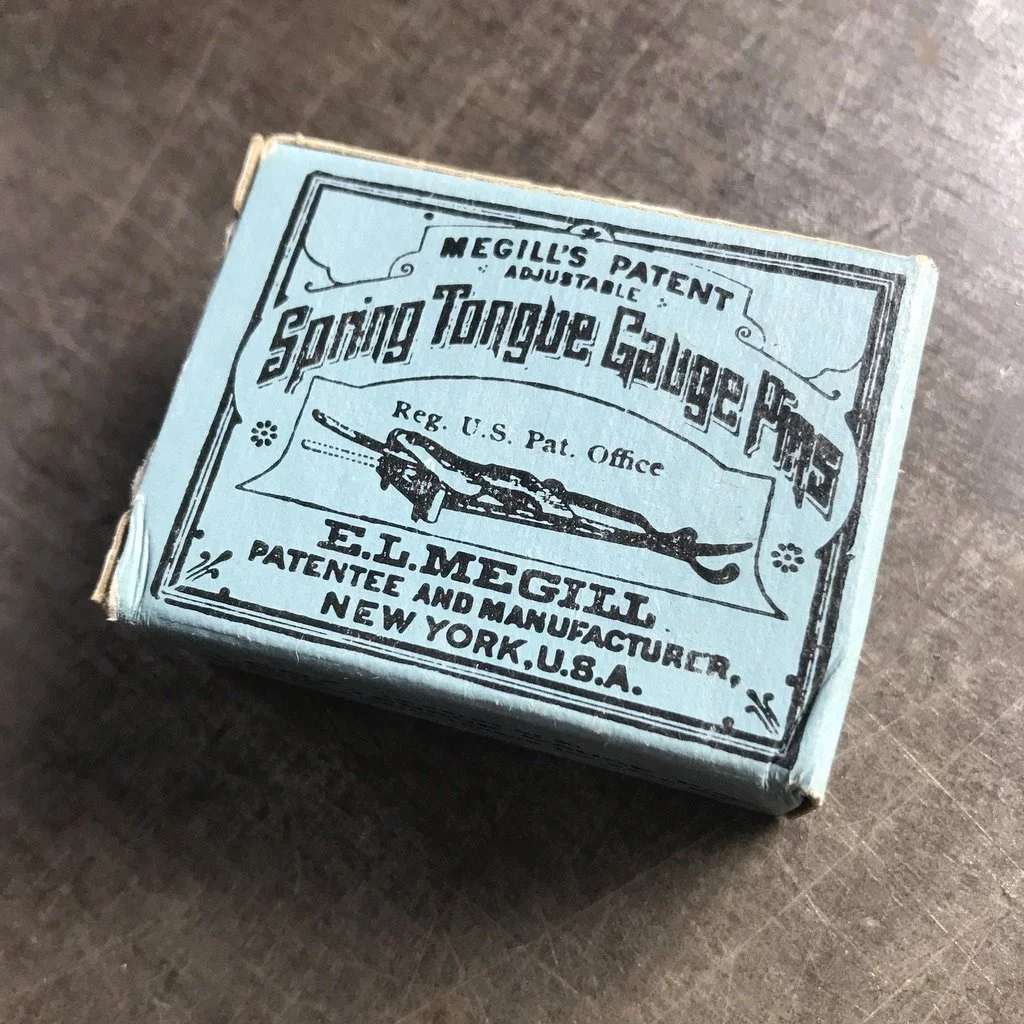 MEGILL'S PATENT
ADJUSTABLE
Spring Tongue Gauge Pins
Reg. U.S. Pat. Office
E.L. MEGILL
PATENTEE AND MANUFACTURER,
NEW YORK, U.S.A.